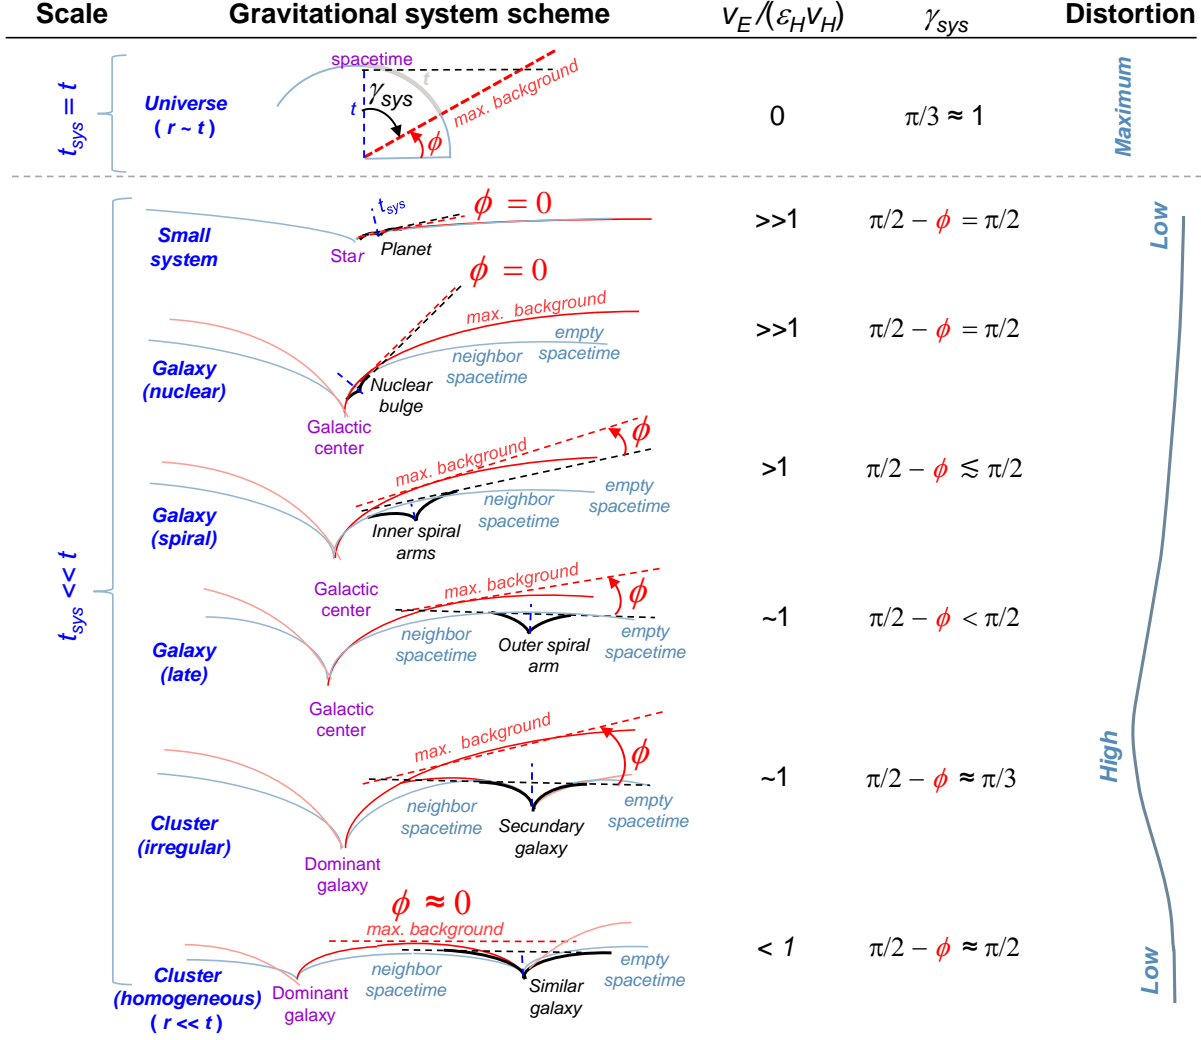 Scale Gravitational system scheme v_E/(ε_H v_H) γ_sys Distortion
t_sys = t
Universe
( r ~ t )
spacetime
t
t
γ_sys
max. background
ϕ
0
π/3 ≈ 1
Maximum
t_sys << t
Small
system
t_sys
ϕ = 0
Star
Planet
>>1
π/2 − ϕ = π/2
Low
Galaxy
(nuclear)
ϕ = 0
max. background
empty
spacetime
neighbor
spacetime
Nuclear
bulge
Galactic
center
>>1
π/2 − ϕ = π/2
Galaxy
(spiral)
max. background
ϕ
empty
spacetime
neighbor
spacetime
Inner spiral
arms
Galactic
center
>1
π/2 − ϕ ≲ π/2
Galaxy
(late)
max. background
ϕ
neighbor
spacetime
Outer spiral
arm
empty
spacetime
Galactic
center
~1
π/2 − ϕ < π/2
Cluster
(irregular)
max. background
ϕ
neighbor
spacetime
Secundary
galaxy
empty
spacetime
Dominant
galaxy
~1
π/2 − ϕ ≈ π/3
High
Cluster
(homogeneous)
( r << t )
ϕ ≈ 0
max. background
neighbor
spacetime
empty
spacetime
Dominant
galaxy
Similar
galaxy
< 1
π/2 − ϕ ≈ π/2
Low